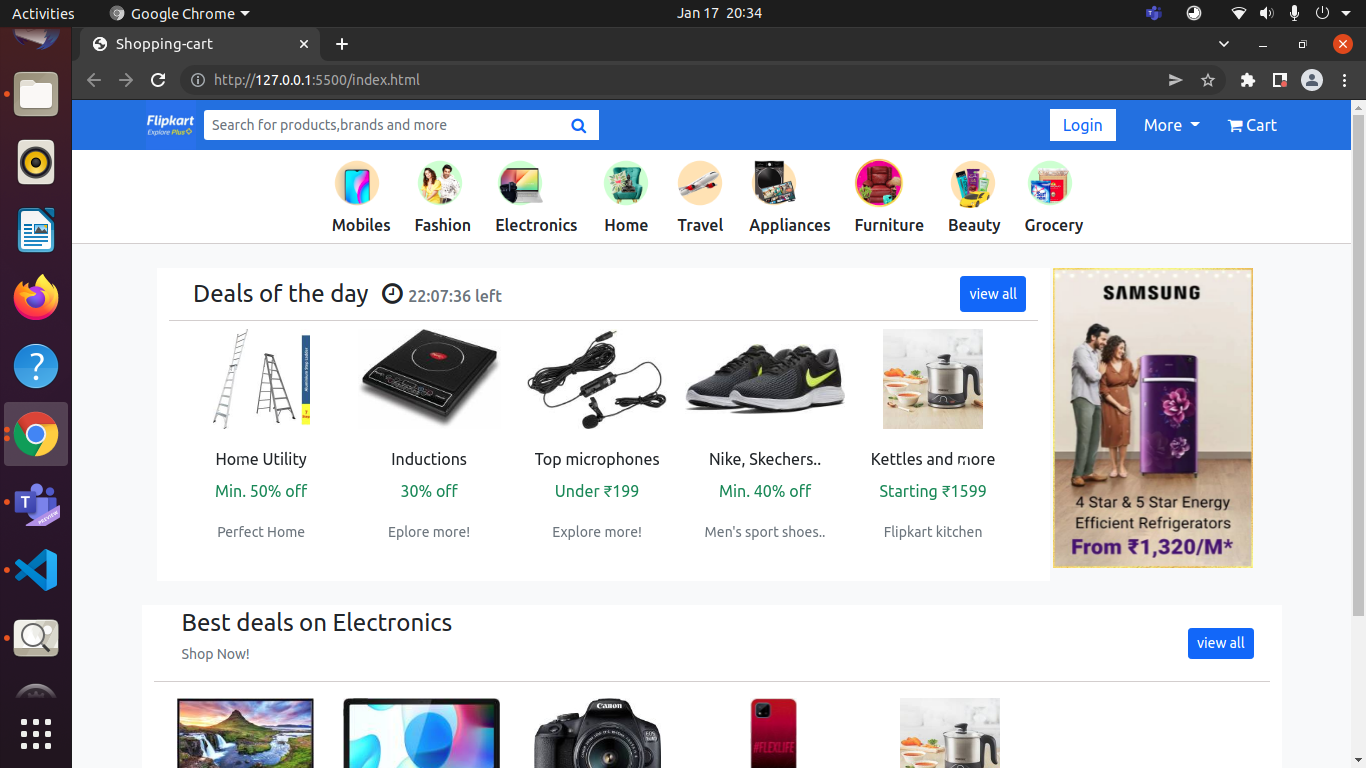 Activities Google Chrome Jan 17 20:34
Shopping-cart
http://127.0.0.1:5500/index.html
Flipkart
Explore Plus
Search for products,brands and more
Login More Cart
Mobiles Fashion Electronics Home Travel Appliances Furniture Beauty Grocery
Deals of the day 22:07:36 left view all
Home Utility Inductions Top microphones Nike, Skechers.. Kettles and more
Min. 50% off 30% off Under ₹199 Min. 40% off Starting ₹1599
Perfect Home Eplore more! Explore more! Men's sport shoes.. Flipkart kitchen
SAMSUNG
4 Star & 5 Star Energy
Efficient Refrigerators
From ₹1,320/M*
Best deals on Electronics
Shop Now!
view all
Canon
#FLEXLIFE